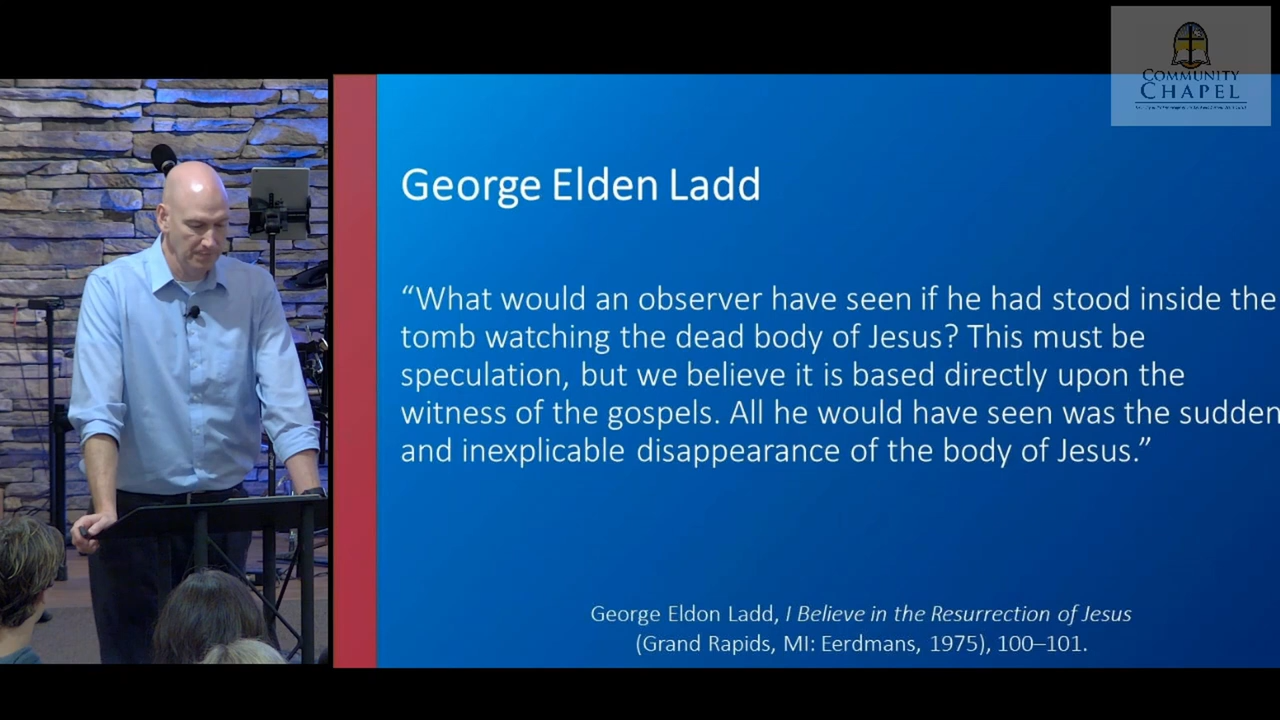 COMMUNITY
CHAPEL
George Elden Ladd
“What would an observer have seen if he had stood inside the
tomb watching the dead body of Jesus? This must be
speculation, but we believe it is based directly upon the
witness of the gospels. All he would have seen was the sudden
and inexplicable disappearance of the body of Jesus.”
George Eldon Ladd, I Believe in the Resurrection of Jesus
(Grand Rapids, MI: Eerdmans, 1975), 100–101.